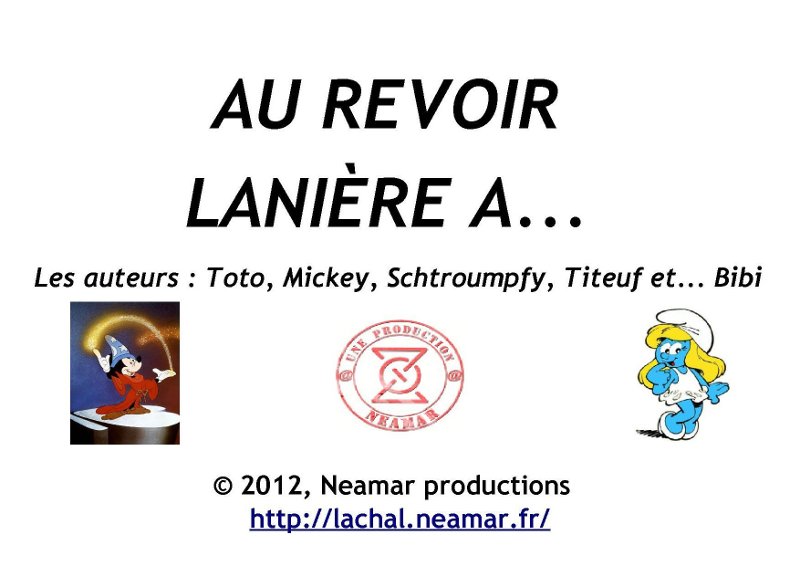 AU REVOIR
LANIÈRE A...
Les auteurs : Toto, Mickey, Schtroumpfy, Titeuf et... Bibi
@ UNE PRODUCTION @
NEAMAR
© 2012, Neamar productions
http://lachal.neamar.fr/